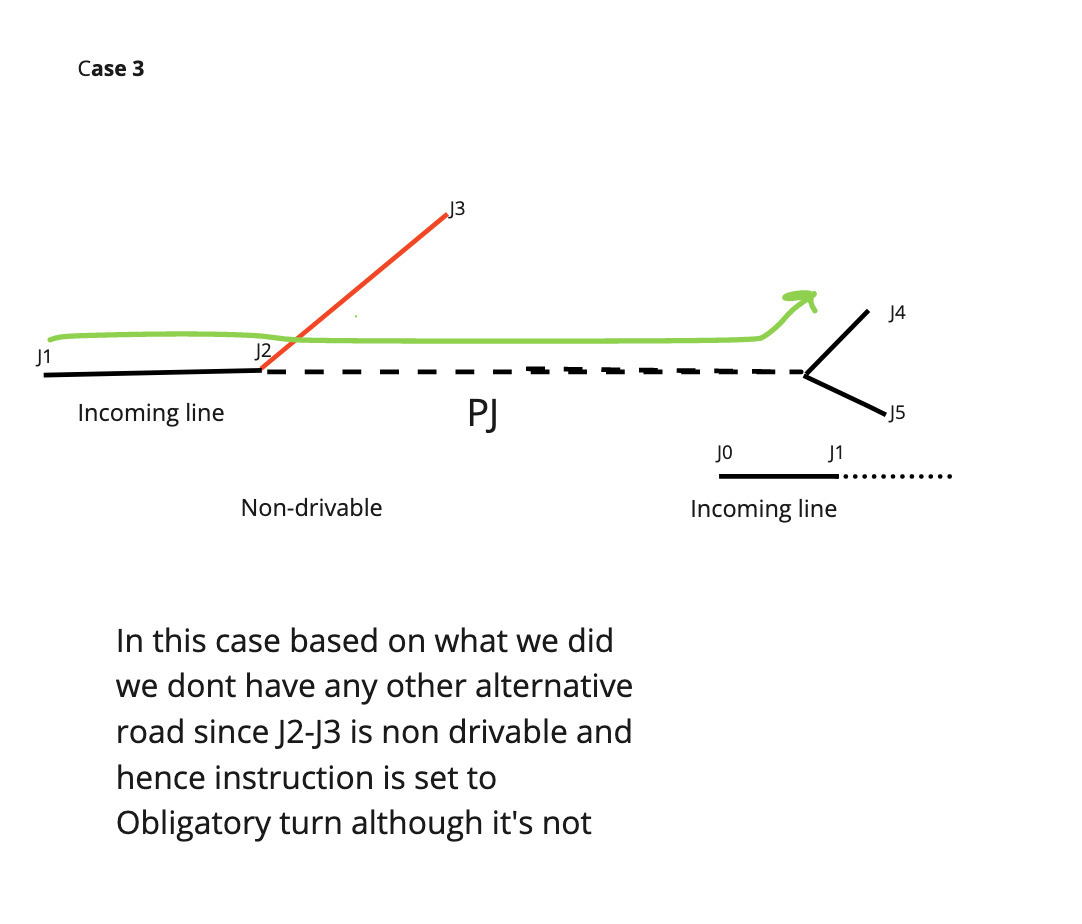 Case 3
J3
J4
J2
J1
PJ
Incoming line
J5
J0 J1
Non-drivable
Incoming line
In this case based on what we did
we dont have any other alternative
road since J2-J3 is non drivable and
hence instruction is set to
Obligatory turn although it's not